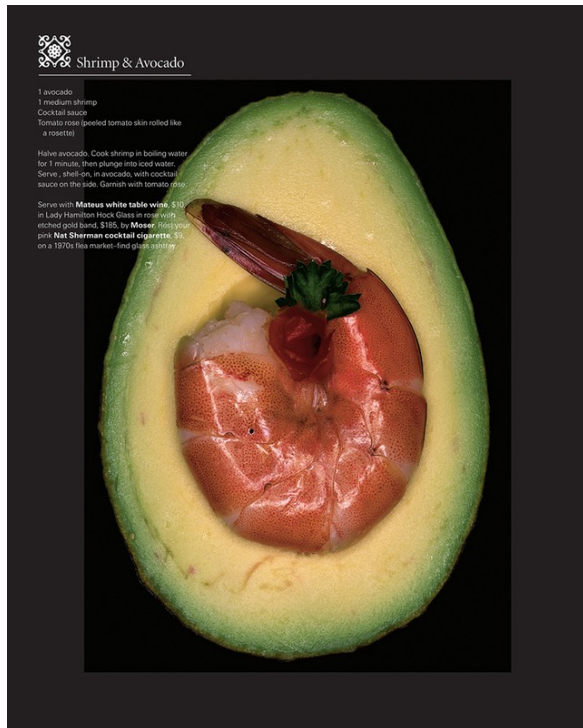 Shrimp & Avocado
1 avocado
1 medium shrimp
Cocktail sauce
Tomato rose (peeled tomato skin rolled like
a rosette)
Halve avocado. Cook shrimp in boiling water
for 1 minute, then plunge into iced water.
Serve , shell-on, in avocado, with cocktail
sauce on the side. Garnish with tomato rose.
Serve with Mateus white table wine, $10,
in Lady Hamilton Hock Glass in rose with
etched gold band, $185, by Moser. Rest your
pink Nat Sherman cocktail cigarette, $9,
on a 1970s flea market–find glass ashtray.